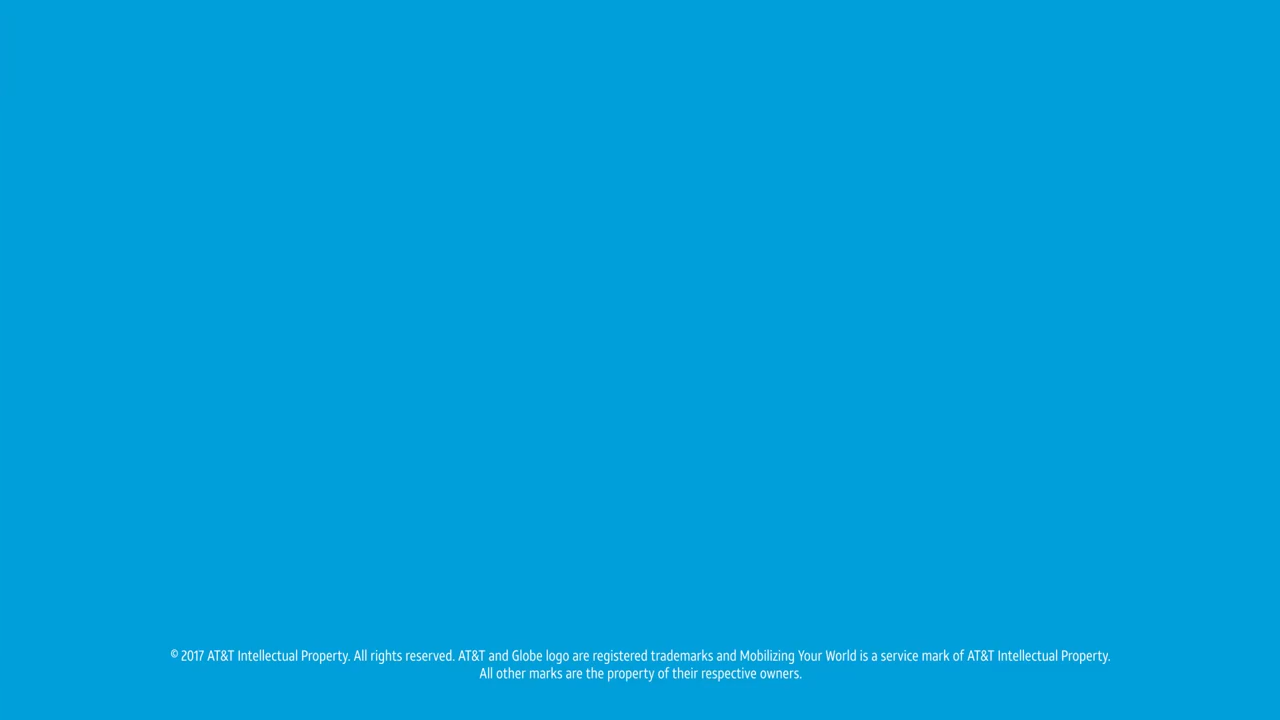 © 2017 AT&T Intellectual Property. All rights reserved. AT&T and Globe logo are registered trademarks and Mobilizing Your World is a service mark of AT&T Intellectual Property.
All other marks are the property of their respective owners.